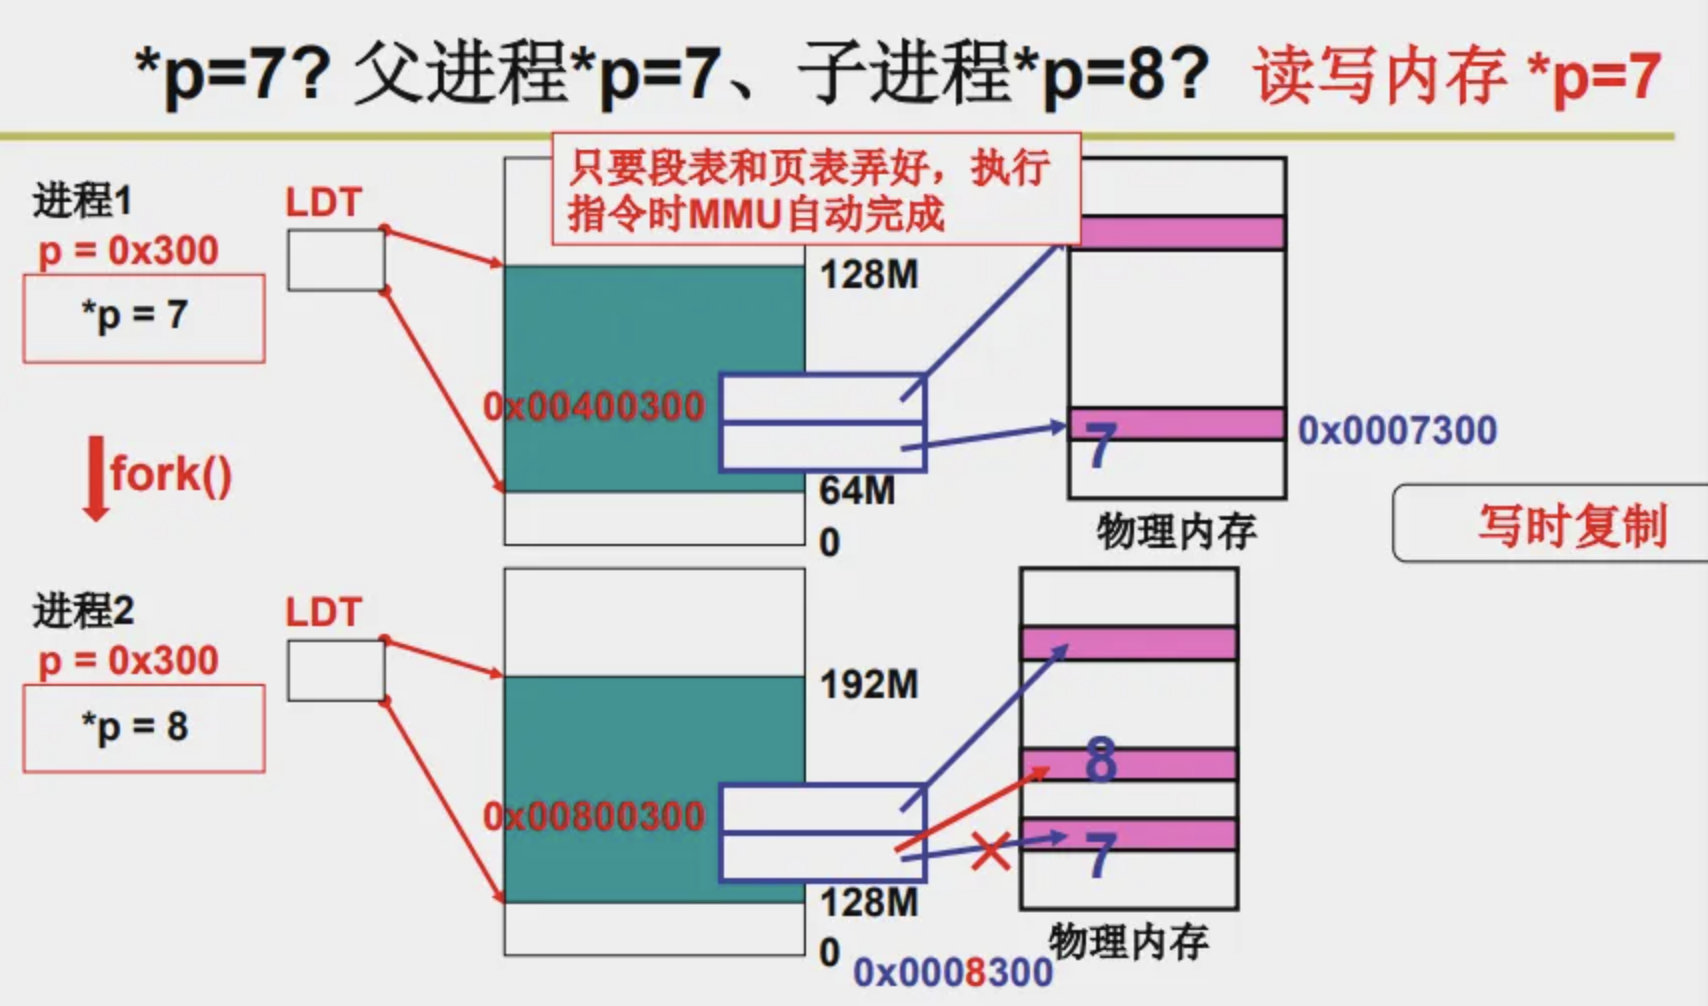 *p=7? 父进程*p=7、子进程*p=8? 读写内存 *p=7
只要段表和页表弄好，执行
指令时MMU自动完成
进程1
p = 0x300
*p = 7
LDT
128M
0x00400300
64M
0
7
0x0007300
物理内存
fork()
写时复制
进程2
p = 0x300
*p = 8
LDT
192M
0x00800300
128M
0
8
7
物理内存
0x0008300